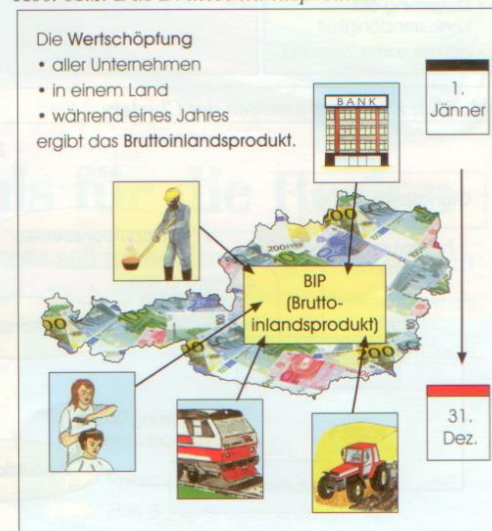 Die Wertschöpfung
• aller Unternehmen
• in einem Land
• während eines Jahres
ergibt das Bruttoinlandsprodukt.
BANK
1.
Jänner
BIP
(Brutto-
inlandsprodukt)
31.
Dez.